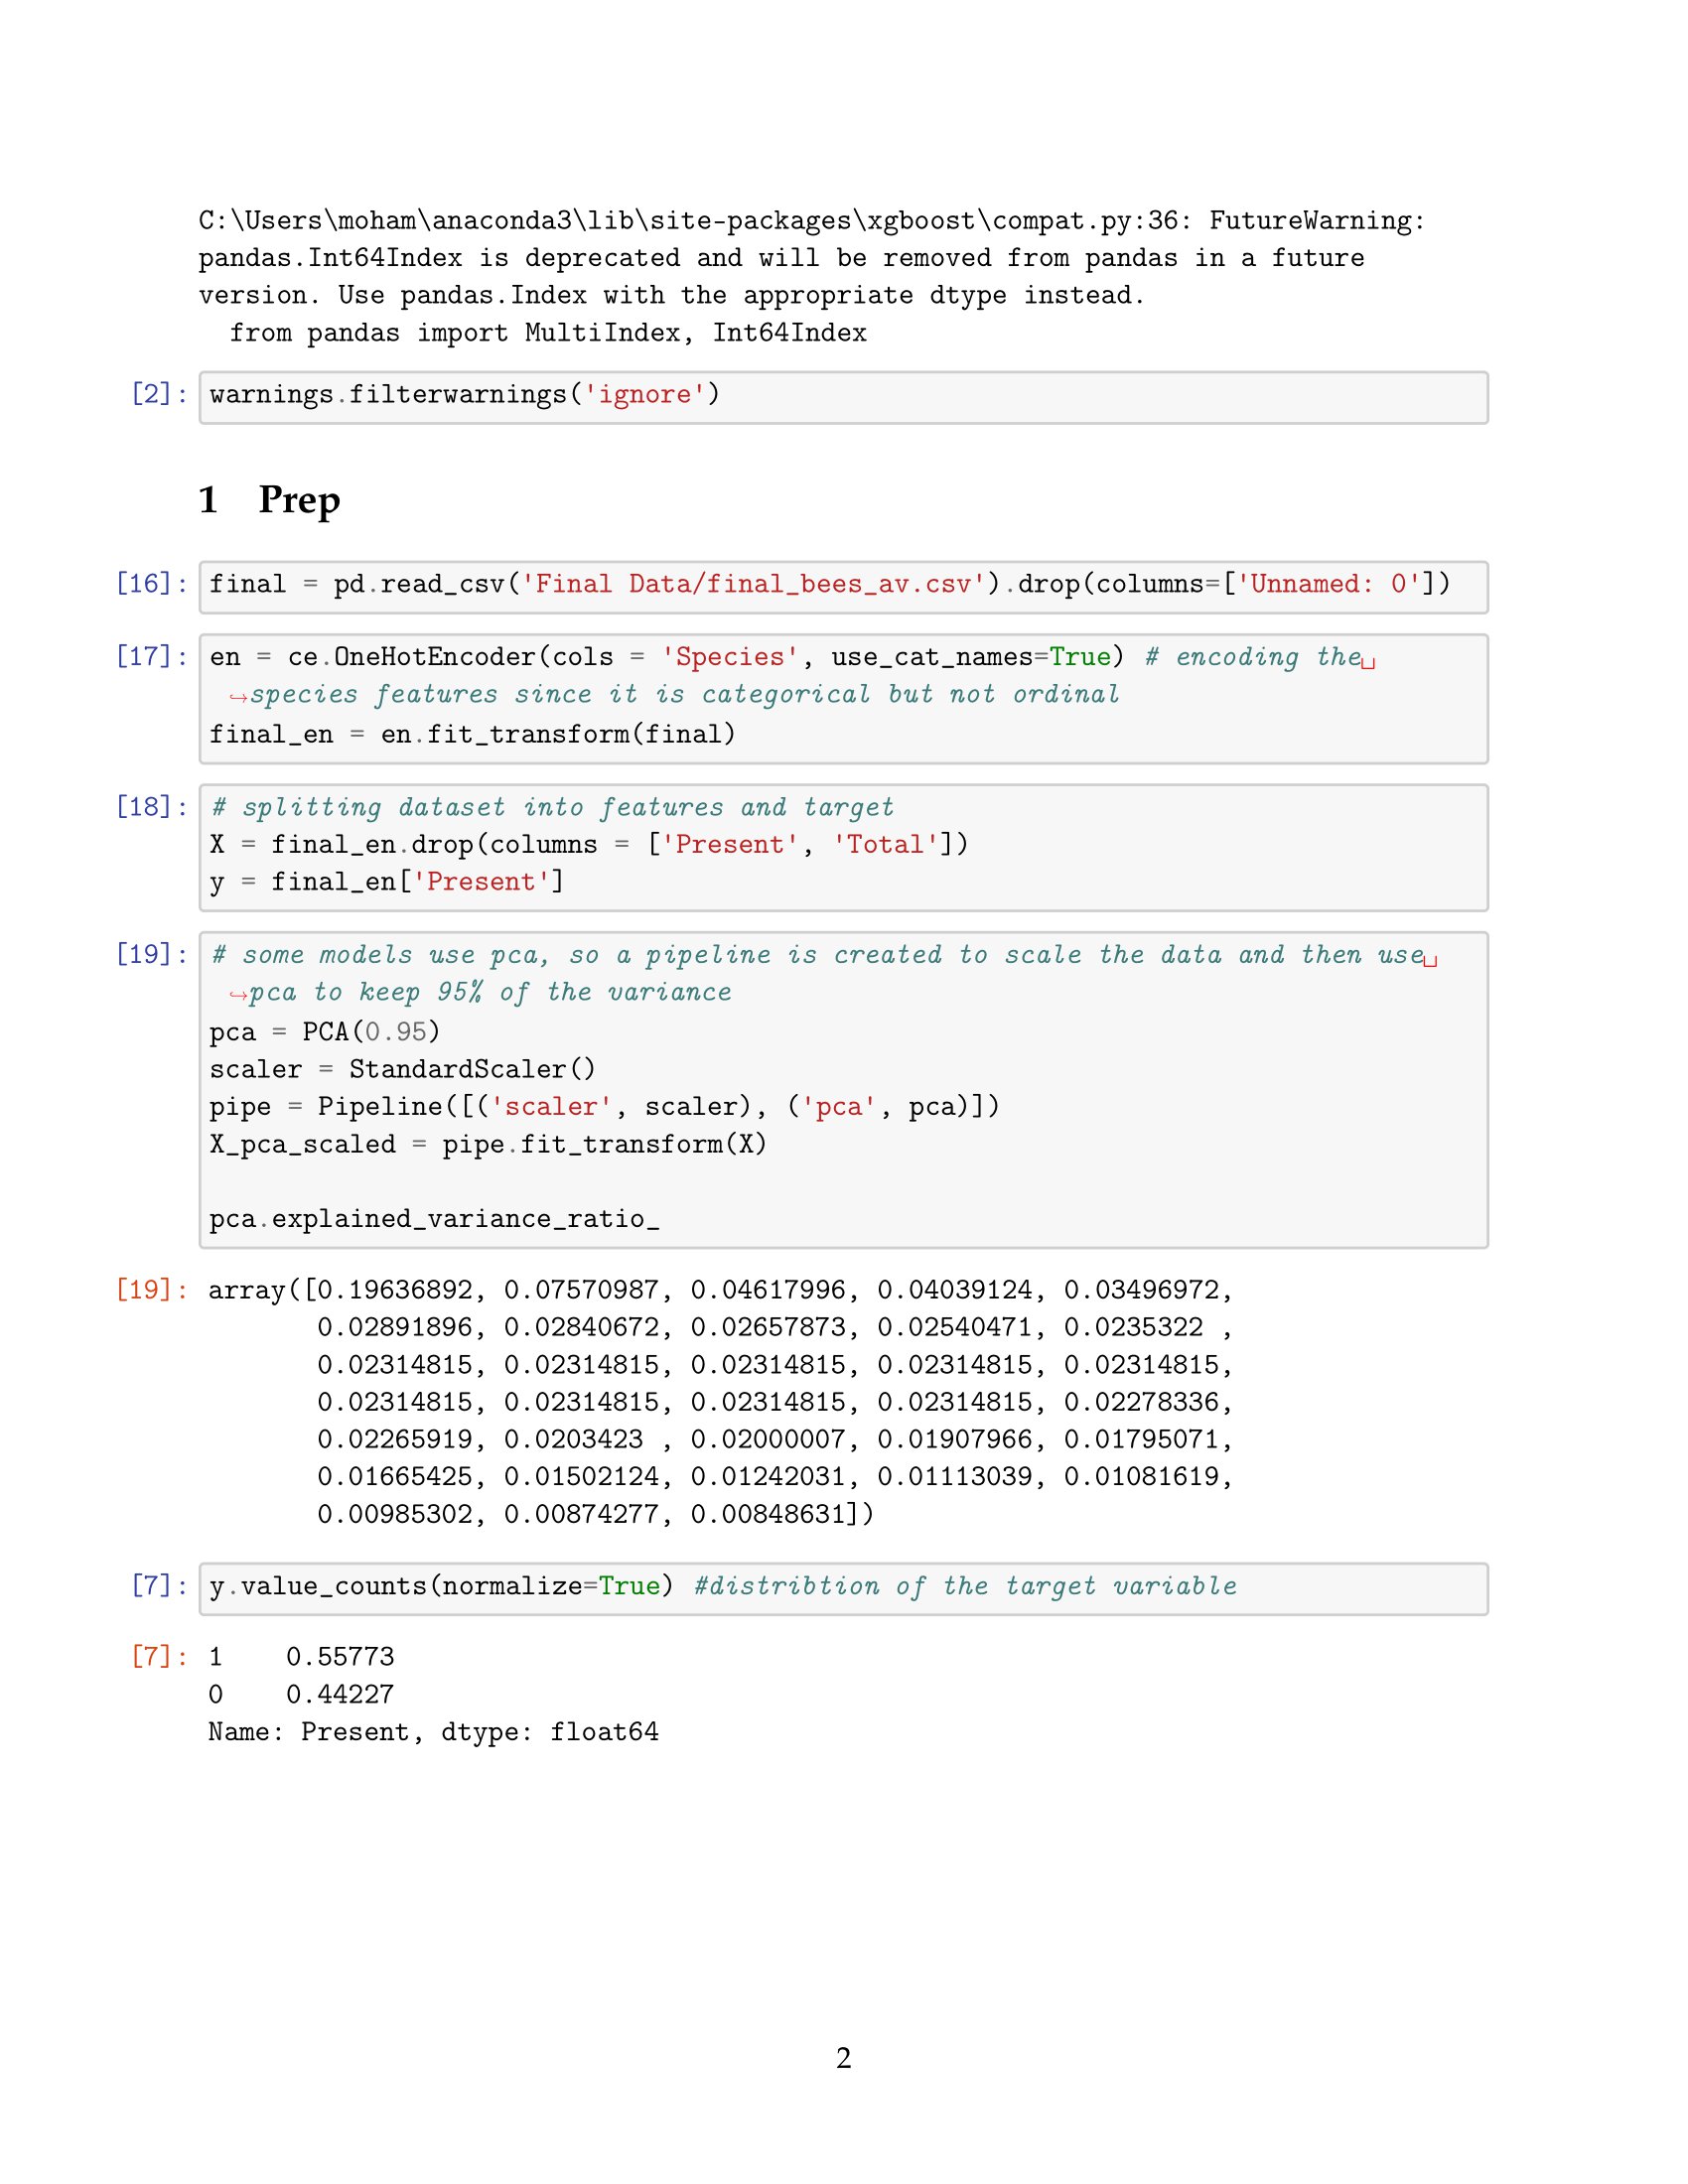 C:\Users\moham\anaconda3\lib\site-packages\xgboost\compat.py:36: FutureWarning:
pandas.Int64Index is deprecated and will be removed from pandas in a future
version. Use pandas.Index with the appropriate dtype instead.
  from pandas import MultiIndex, Int64Index
[2]: warnings.filterwarnings('ignore')
1 Prep
[16]: final = pd.read_csv('Final Data/final_bees_av.csv').drop(columns=['Unnamed: 0'])
[17]: en = ce.OneHotEncoder(cols = 'Species', use_cat_names=True) # encoding the␣
↪species features since it is categorical but not ordinal
final_en = en.fit_transform(final)
[18]: # splitting dataset into features and target
X = final_en.drop(columns = ['Present', 'Total'])
y = final_en['Present']
[19]: # some models use pca, so a pipeline is created to scale the data and then use␣
↪pca to keep 95% of the variance
pca = PCA(0.95)
scaler = StandardScaler()
pipe = Pipeline([('scaler', scaler), ('pca', pca)])
X_pca_scaled = pipe.fit_transform(X)
pca.explained_variance_ratio_
[19]: array([0.19636892, 0.07570987, 0.04617996, 0.04039124, 0.03496972,
0.02891896, 0.02840672, 0.02657873, 0.02540471, 0.0235322 ,
0.02314815, 0.02314815, 0.02314815, 0.02314815, 0.02314815,
0.02314815, 0.02314815, 0.02314815, 0.02314815, 0.02278336,
0.02265919, 0.0203423 , 0.02000007, 0.01907966, 0.01795071,
0.01665425, 0.01502124, 0.01242031, 0.01113039, 0.01081619,
0.00985302, 0.00874277, 0.00848631])
[7]: y.value_counts(normalize=True) #distribtion of the target variable
[7]: 1    0.55773
0    0.44227
Name: Present, dtype: float64
2